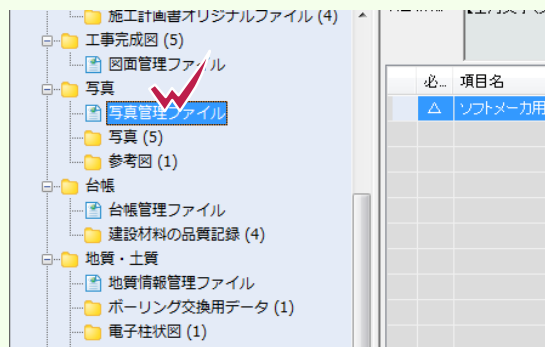 施工計画書オリジナルファイル (4)
工事完成図 (5)
図面管理ファイル
写真
写真管理ファイル
写真 (5)
参考図 (1)
台帳
台帳管理ファイル
建設材料の品質記録 (4)
地質・土質
地質情報管理ファイル
ボーリング交換用データ (1)
電子柱状図 (1)
必... 項目名
△ ソフトメーカ用